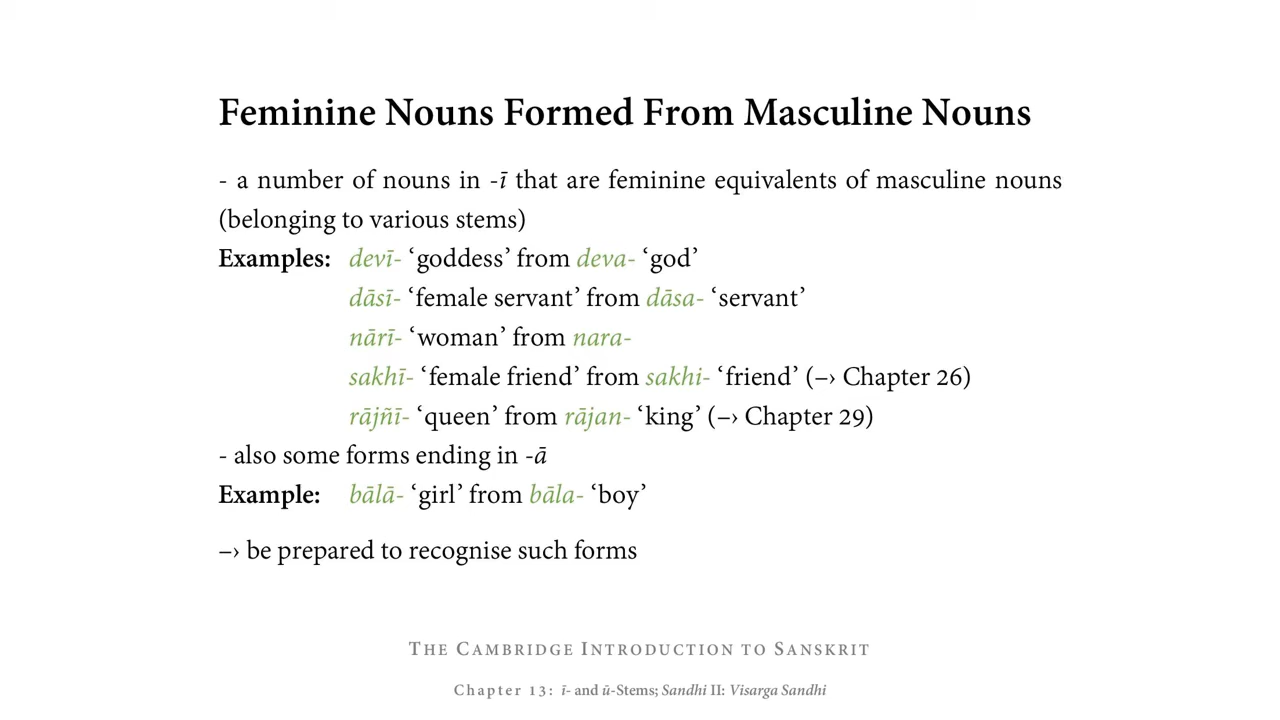 Feminine Nouns Formed From Masculine Nouns
- a number of nouns in -ī that are feminine equivalents of masculine nouns
(belonging to various stems)
Examples: devī- ‘goddess’ from deva- ‘god’
dāsī- ‘female servant’ from dāsa- ‘servant’
nārī- ‘woman’ from nara-
sakhī- ‘female friend’ from sakhi- ‘friend’ (–› Chapter 26)
rājñī- ‘queen’ from rājan- ‘king’ (–› Chapter 29)
- also some forms ending in -ā
Example: bālā- ‘girl’ from bāla- ‘boy’
–› be prepared to recognise such forms
The Cambridge Introduction to Sanskrit
Chapter 13: ī- and ū-Stems; Sandhi II: Visarga Sandhi